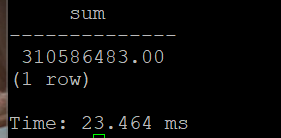 sum
--------------
310586483.00
(1 row)
Time: 23.464 ms